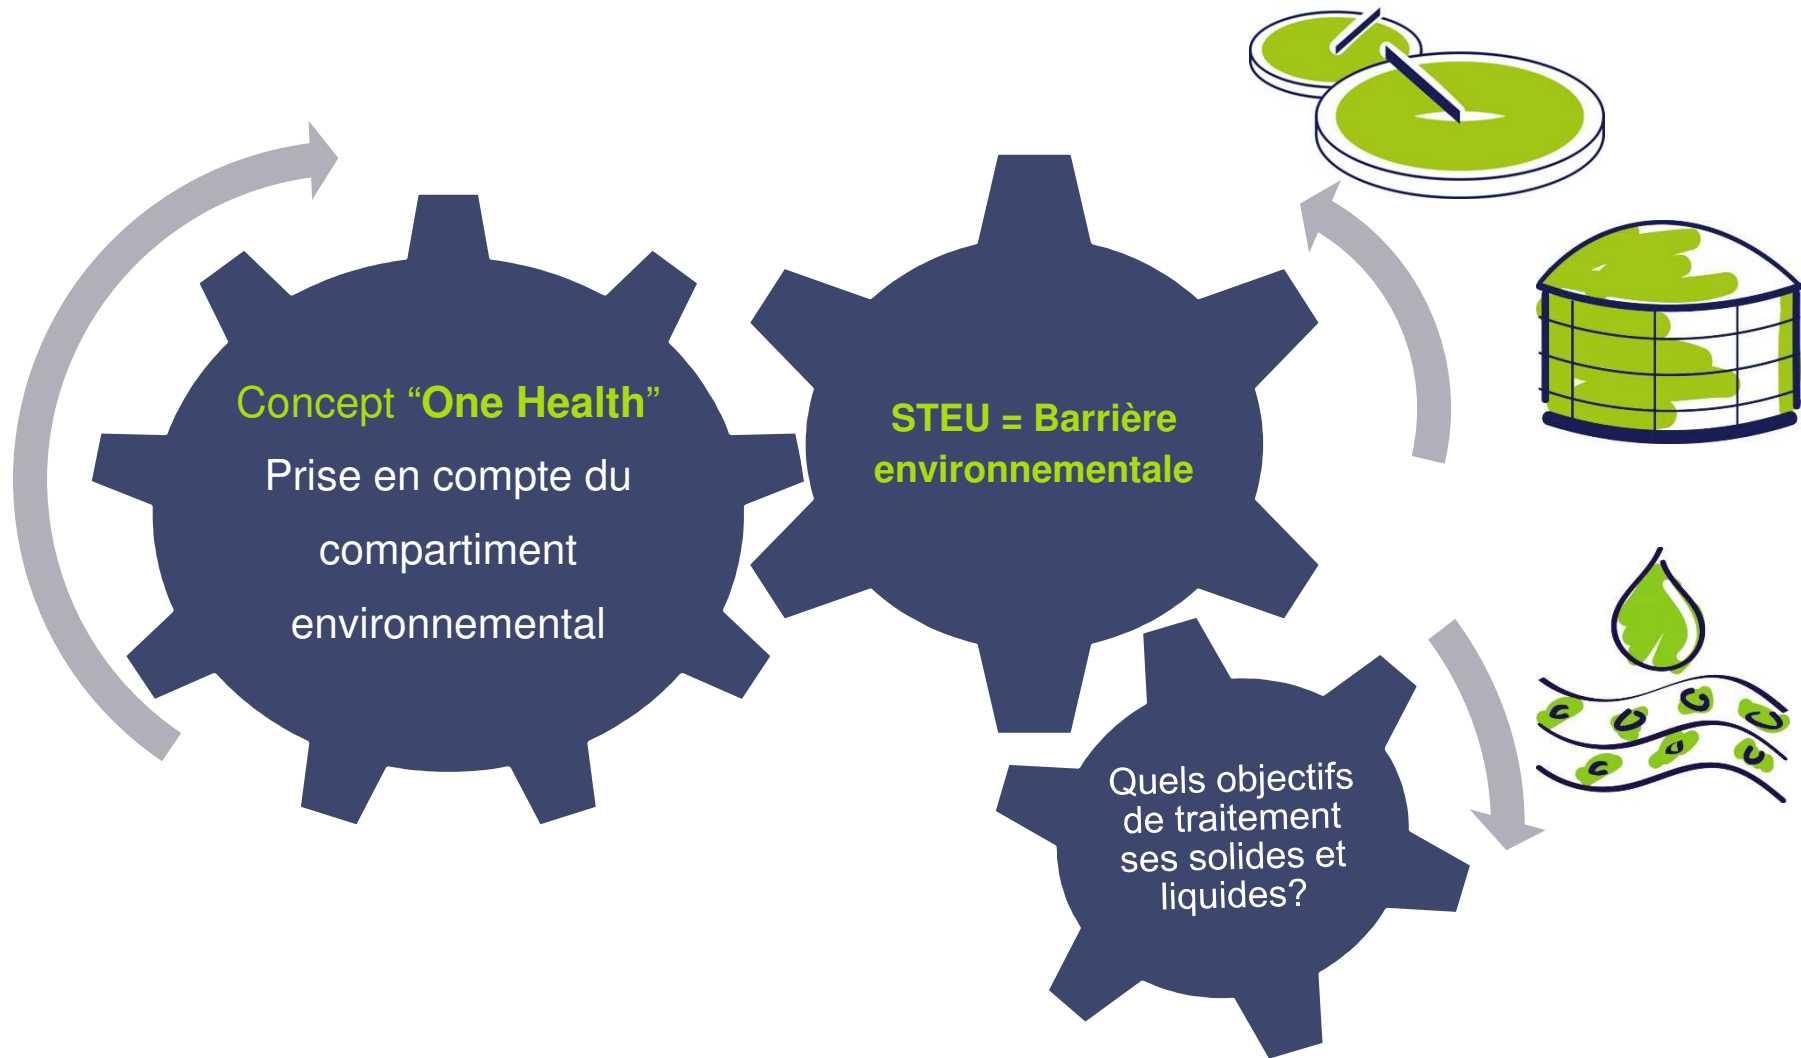 Concept “One Health”
Prise en compte du
compartiment
environnemental
STEU = Barrière
environnementale
Quels objectifs
de traitement
ses solides et
liquides?